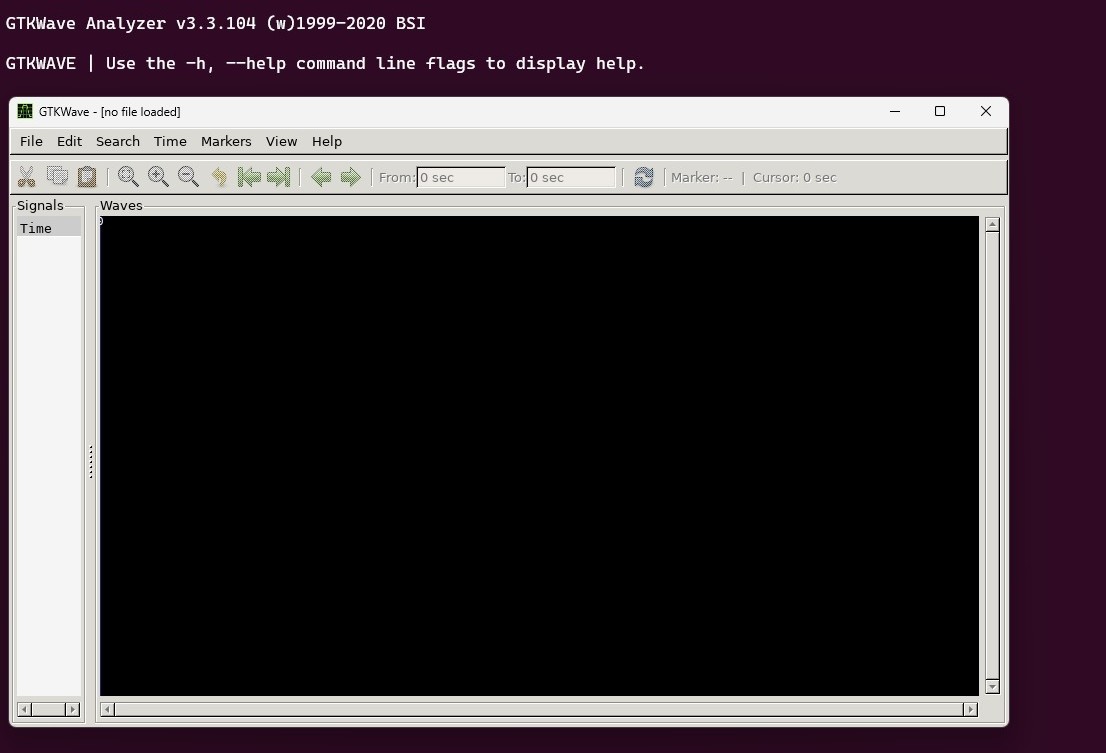 GTKWave Analyzer v3.3.104 (w)1999-2020 BSI
GTKWAVE | Use the -h, --help command line flags to display help.
GTKWave - [no file loaded]
File Edit Search Time Markers View Help
From: 0 sec To: 0 sec Marker: -- | Cursor: 0 sec
Signals Waves
Time 0